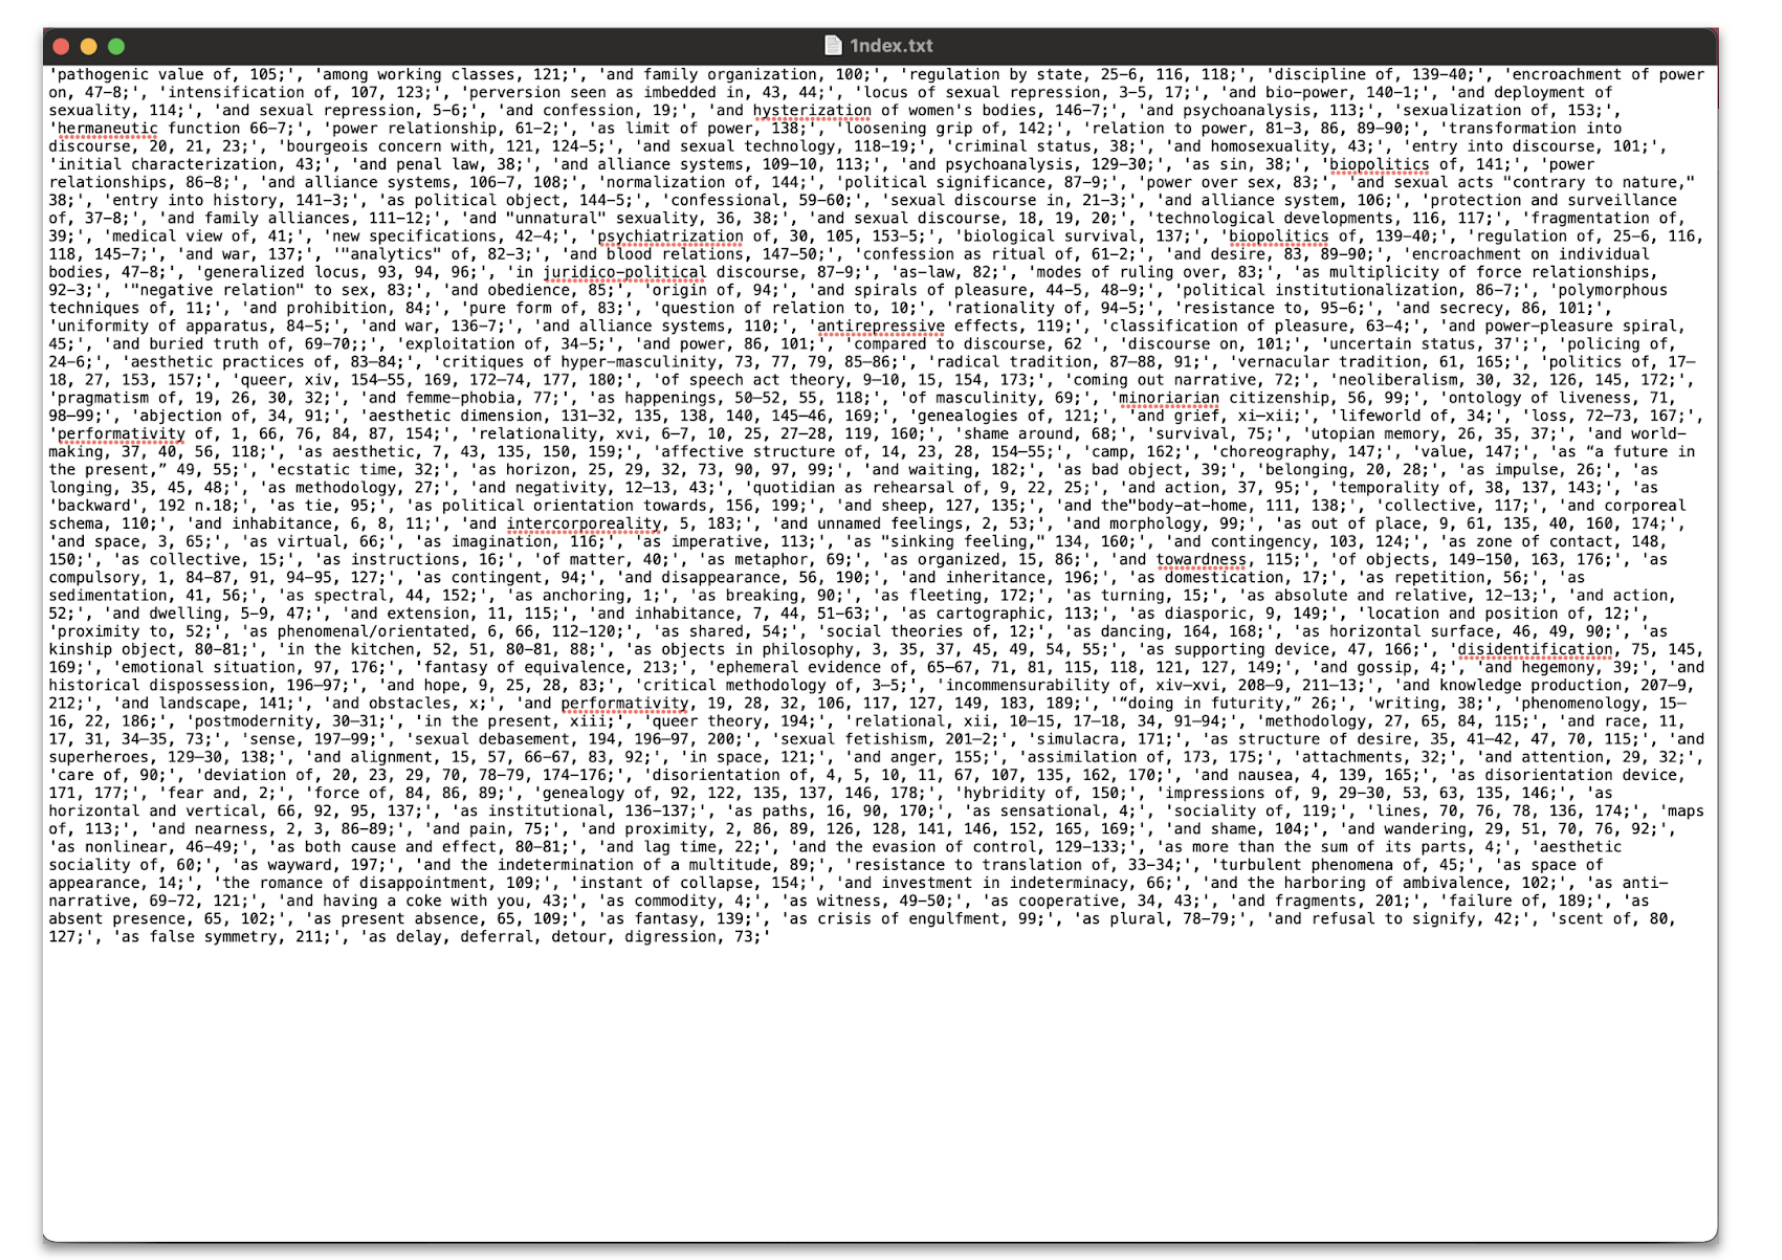 1ndex.txt
'pathogenic value of, 105;', 'among working classes, 121;', 'and family organization, 100;', 'regulation by state, 25-6, 116, 118;', 'discipline of, 139-40;', 'encroachment of power
on, 47-8;', 'intensification of, 107, 123;', 'perversion seen as imbedded in, 43, 44;', 'locus of sexual repression, 3-5, 17;', 'and bio-power, 140-1;', 'and deployment of
sexuality, 114;', 'and sexual repression, 5-6;', 'and confession, 19;', 'and hysterization of women's bodies, 146-7;', 'and psychoanalysis, 113;', 'sexualization of, 153;',
'hermaneutic function 66-7;', 'power relationship, 61-2;', 'as limit of power, 138;', 'loosening grip of, 142;', 'relation to power, 81-3, 86, 89-90;', 'transformation into
discourse, 20, 21, 23;', 'bourgeois concern with, 121, 124-5;', 'and sexual technology, 118-19;', 'criminal status, 38;', 'and homosexuality, 43;', 'entry into discourse, 101;',
'initial characterization, 43;', 'and penal law, 38;', 'and alliance systems, 109-10, 113;', 'and psychoanalysis, 129-30;', 'as sin, 38;', 'biopolitics of, 141;', 'power
relationships, 86-8;', 'and alliance systems, 106-7, 108;', 'normalization of, 144;', 'political significance, 87-9;', 'power over sex, 83;', 'and sexual acts "contrary to nature,"
38;', 'entry into history, 141-3;', 'as political object, 144-5;', 'confessional, 59-60;', 'sexual discourse in, 21-3;', 'and alliance system, 106;', 'protection and surveillance
of, 37-8;', 'and family alliances, 111-12;', 'and "unnatural" sexuality, 36, 38;', 'and sexual discourse, 18, 19, 20;', 'technological developments, 116, 117;', 'fragmentation of,
39;', 'medical view of, 41;', 'new specifications, 42-4;', 'psychiatrization of, 30, 105, 153-5;', 'biological survival, 137;', 'biopolitics of, 139-40;', 'regulation of, 25-6, 116,
118, 145-7;', 'and war, 137;', '"analytics" of, 82-3;', 'and blood relations, 147-50;', 'confession as ritual of, 61-2;', 'and desire, 83, 89-90;', 'encroachment on individual
bodies, 47-8;', 'generalized locus, 93, 94, 96;', 'in juridico-political discourse, 87-9;', 'as-law, 82;', 'modes of ruling over, 83;', 'as multiplicity of force relationships,
92-3;', '"negative relation" to sex, 83;', 'and obedience, 85;', 'origin of, 94;', 'and spirals of pleasure, 44-5, 48-9;', 'political institutionalization, 86-7;', 'polymorphous
techniques of, 11;', 'and prohibition, 84;', 'pure form of, 83;', 'question of relation to, 10;', 'rationality of, 94-5;', 'resistance to, 95-6;', 'and secrecy, 86, 101;',
'uniformity of apparatus, 84-5;', 'and war, 136-7;', 'and alliance systems, 110;', 'antirepressive effects, 119;', 'classification of pleasure, 63-4;', 'and power-pleasure spiral,
45;', 'and buried truth of, 69-70;;', 'exploitation of, 34-5;', 'and power, 86, 101;', 'compared to discourse, 62 ', 'discourse on, 101;', 'uncertain status, 37';', 'policing of,
24-6;', 'aesthetic practices of, 83–84;', 'critiques of hyper-masculinity, 73, 77, 79, 85–86;', 'radical tradition, 87–88, 91;', 'vernacular tradition, 61, 165;', 'politics of, 17–
18, 27, 153, 157;', 'queer, xiv, 154–55, 169, 172–74, 177, 180;', 'of speech act theory, 9–10, 15, 154, 173;', 'coming out narrative, 72;', 'neoliberalism, 30, 32, 126, 145, 172;',
'pragmatism of, 19, 26, 30, 32;', 'and femme-phobia, 77;', 'as happenings, 50–52, 55, 118;', 'of masculinity, 69;', 'minoriarian citizenship, 56, 99;', 'ontology of liveness, 71,
98–99;', 'abjection of, 34, 91;', 'aesthetic dimension, 131–32, 135, 138, 140, 145–46, 169;', 'genealogies of, 121;', 'and grief, xi–xii;', 'lifeworld of, 34;', 'loss, 72–73, 167;',
'performativity of, 1, 66, 76, 84, 87, 154;', 'relationality, xvi, 6–7, 10, 25, 27–28, 119, 160;', 'shame around, 68;', 'survival, 75;', 'utopian memory, 26, 35, 37;', 'and world–
making, 37, 40, 56, 118;', 'as aesthetic, 7, 43, 135, 150, 159;', 'affective structure of, 14, 23, 28, 154–55;', 'camp, 162;', 'choreography, 147;', 'value, 147;', 'as “a future in
the present,” 49, 55;', 'ecstatic time, 32;', 'as horizon, 25, 29, 32, 73, 90, 97, 99;', 'and waiting, 182;', 'as bad object, 39;', 'belonging, 20, 28;', 'as impulse, 26;', 'as
longing, 35, 45, 48;', 'as methodology, 27;', 'and negativity, 12–13, 43;', 'quotidian as rehearsal of, 9, 22, 25;', 'and action, 37, 95;', 'temporality of, 38, 137, 143;', 'as
'backward', 192 n.18;', 'as tie, 95;', 'as political orientation towards, 156, 199;', 'and sheep, 127, 135;', 'and the"body-at-home, 111, 138;', 'collective, 117;', 'and corporeal
schema, 110;', 'and inhabitance, 6, 8, 11;', 'and intercorporeality, 5, 183;', 'and unnamed feelings, 2, 53;', 'and morphology, 99;', 'as out of place, 9, 61, 135, 40, 160, 174;',
'and space, 3, 65;', 'as virtual, 66;', 'as imagination, 116;', 'as imperative, 113;', 'as "sinking feeling," 134, 160;', 'and contingency, 103, 124;', 'as zone of contact, 148,
150;', 'as collective, 15;', 'as instructions, 16;', 'of matter, 40;', 'as metaphor, 69;', 'as organized, 15, 86;', 'and towardness, 115;', 'of objects, 149-150, 163, 176;', 'as
compulsory, 1, 84-87, 91, 94-95, 127;', 'as contingent, 94;', 'and disappearance, 56, 190;', 'and inheritance, 196;', 'as domestication, 17;', 'as repetition, 56;', 'as
sedimentation, 41, 56;', 'as spectral, 44, 152;', 'as anchoring, 1;', 'as breaking, 90;', 'as fleeting, 172;', 'as turning, 15;', 'as absolute and relative, 12-13;', 'and action,
52;', 'and dwelling, 5-9, 47;', 'and extension, 11, 115;', 'and inhabitance, 7, 44, 51-63;', 'as cartographic, 113;', 'as diasporic, 9, 149;', 'location and position of, 12;',
'proximity to, 52;', 'as phenomenal/orientated, 6, 66, 112-120;', 'as shared, 54;', 'social theories of, 12;', 'as dancing, 164, 168;', 'as horizontal surface, 46, 49, 90;', 'as
kinship object, 80-81;', 'in the kitchen, 52, 51, 80-81, 88;', 'as objects in philosophy, 3, 35, 37, 45, 49, 54, 55;', 'as supporting device, 47, 166;', 'disidentification, 75, 145,
169;', 'emotional situation, 97, 176;', 'fantasy of equivalence, 213;', 'ephemeral evidence of, 65–67, 71, 81, 115, 118, 121, 127, 149;', 'and gossip, 4;', 'and hegemony, 39;', 'and
historical dispossession, 196–97;', 'and hope, 9, 25, 28, 83;', 'critical methodology of, 3–5;', 'incommensurability of, xiv–xvi, 208–9, 211–13;', 'and knowledge production, 207–9,
212;', 'and landscape, 141;', 'and obstacles, x;', 'and performativity, 19, 28, 32, 106, 117, 127, 149, 183, 189;', '“doing in futurity,” 26;', 'writing, 38;', 'phenomenology, 15–
16, 22, 186;', 'postmodernity, 30–31;', 'in the present, xiii;', 'queer theory, 194;', 'relational, xii, 10–15, 17–18, 34, 91–94;', 'methodology, 27, 65, 84, 115;', 'and race, 11,
17, 31, 34–35, 73;', 'sense, 197–99;', 'sexual debasement, 194, 196–97, 200;', 'sexual fetishism, 201–2;', 'simulacra, 171;', 'as structure of desire, 35, 41–42, 47, 70, 115;', 'and
superheroes, 129–30, 138;', 'and alignment, 15, 57, 66-67, 83, 92;', 'in space, 121;', 'and anger, 155;', 'assimilation of, 173, 175;', 'attachments, 32;', 'and attention, 29, 32;',
'care of, 90;', 'deviation of, 20, 23, 29, 70, 78-79, 174-176;', 'disorientation of, 4, 5, 10, 11, 67, 107, 135, 162, 170;', 'and nausea, 4, 139, 165;', 'as disorientation device,
171, 177;', 'fear and, 2;', 'force of, 84, 86, 89;', 'genealogy of, 92, 122, 135, 137, 146, 178;', 'hybridity of, 150;', 'impressions of, 9, 29-30, 53, 63, 135, 146;', 'as
horizontal and vertical, 66, 92, 95, 137;', 'as institutional, 136-137;', 'as paths, 16, 90, 170;', 'as sensational, 4;', 'sociality of, 119;', 'lines, 70, 76, 78, 136, 174;', 'maps
of, 113;', 'and nearness, 2, 3, 86-89;', 'and pain, 75;', 'and proximity, 2, 86, 89, 126, 128, 141, 146, 152, 165, 169;', 'and shame, 104;', 'and wandering, 29, 51, 70, 76, 92;',
'as nonlinear, 46-49;', 'as both cause and effect, 80-81;', 'and lag time, 22;', 'and the evasion of control, 129-133;', 'as more than the sum of its parts, 4;', 'aesthetic
sociality of, 60;', 'as wayward, 197;', 'and the indetermination of a multitude, 89;', 'resistance to translation of, 33-34;', 'turbulent phenomena of, 45;', 'as space of
appearance, 14;', 'the romance of disappointment, 109;', 'instant of collapse, 154;', 'and investment in indeterminacy, 66;', 'and the harboring of ambivalence, 102;', 'as anti–
narrative, 69-72, 121;', 'and having a coke with you, 43;', 'as commodity, 4;', 'as witness, 49-50;', 'as cooperative, 34, 43;', 'and fragments, 201;', 'failure of, 189;', 'as
absent presence, 65, 102;', 'as present absence, 65, 109;', 'as fantasy, 139;', 'as crisis of engulfment, 99;', 'as plural, 78-79;', 'and refusal to signify, 42;', 'scent of, 80,
127;', 'as false symmetry, 211;', 'as delay, deferral, detour, digression, 73;'